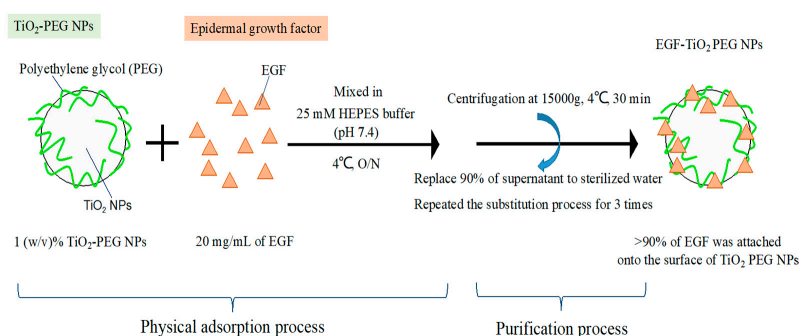 TiO2-PEG NPs
Epidermal growth factor
EGF-TiO2 PEG NPs
Polyethylene glycol (PEG)
EGF
Mixed in
25 mM HEPES buffer
(pH 7.4)
4℃ O/N
Centrifugation at 15000g, 4℃, 30 min
Replace 90% of supernatant to sterilized water
Repeated the substitution process for 3 times
TiO2 NPs
1 (w/v)% TiO2-PEG NPs
20 mg/mL of EGF
>90% of EGF was attached
onto the surface of TiO2 PEG NPs
Physical adsorption process
Purification process